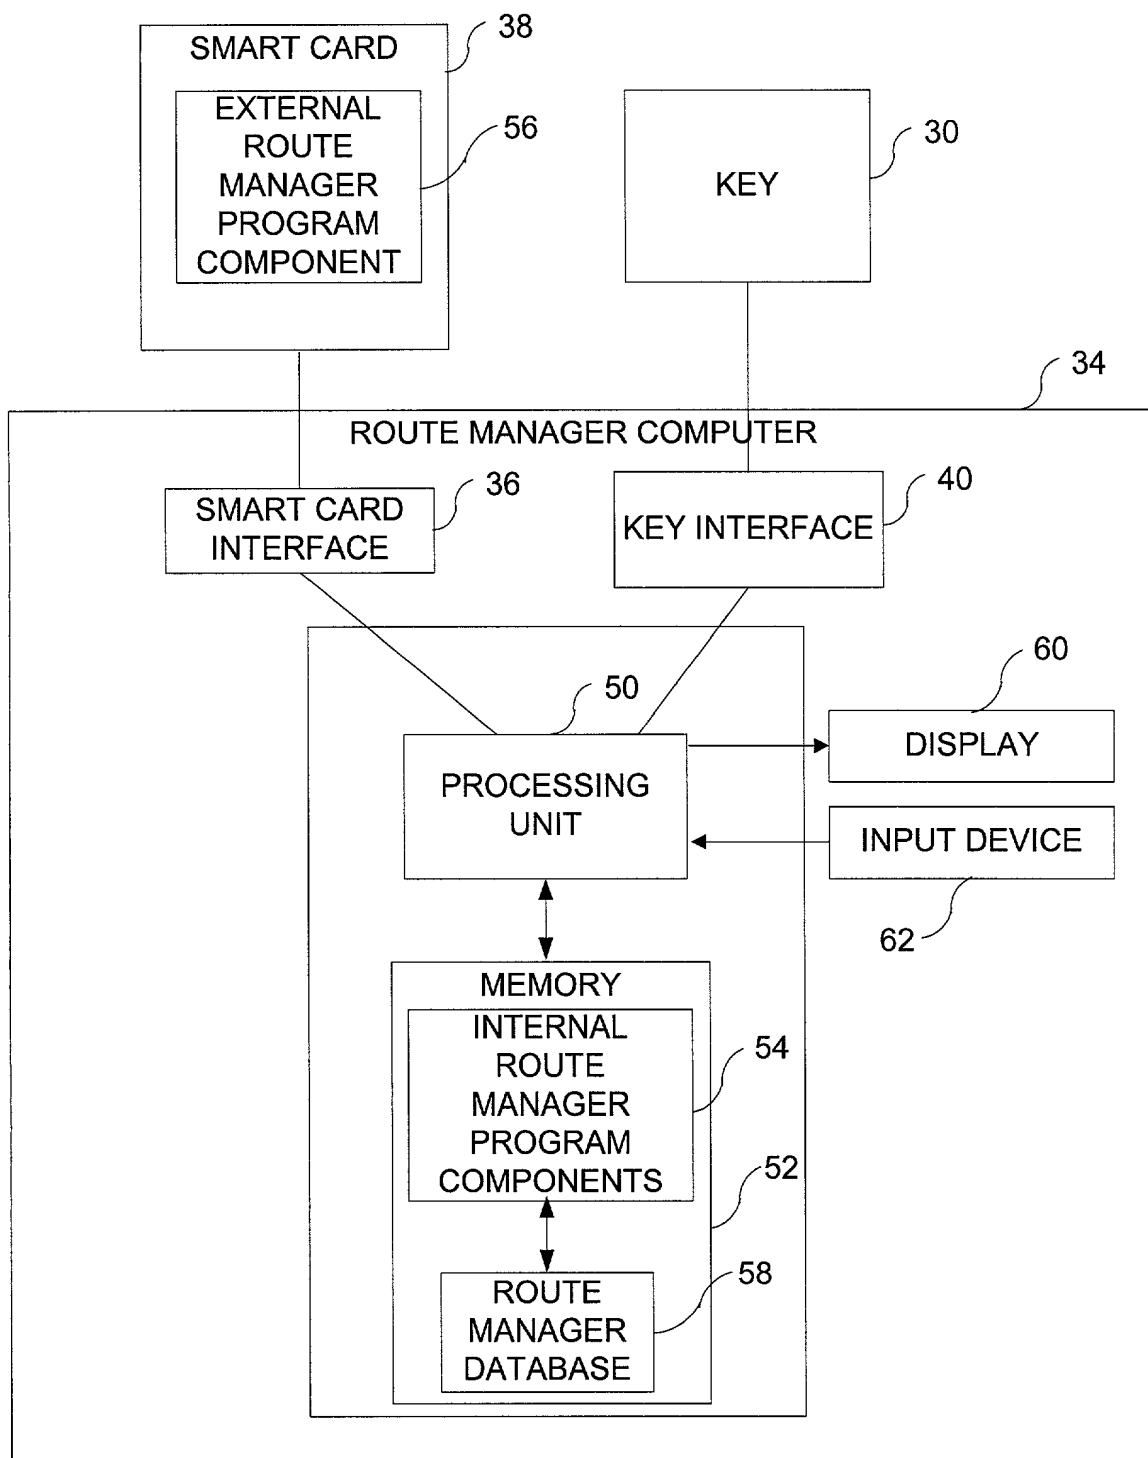 38
SMART CARD
EXTERNAL
ROUTE
MANAGER
PROGRAM
COMPONENT
56
KEY
30
34
ROUTE MANAGER COMPUTER
SMART CARD
INTERFACE
36
KEY INTERFACE
40
50
PROCESSING
UNIT
60
DISPLAY
INPUT DEVICE
62
MEMORY
INTERNAL
ROUTE
MANAGER
PROGRAM
COMPONENTS
54
52
ROUTE
MANAGER
DATABASE
58